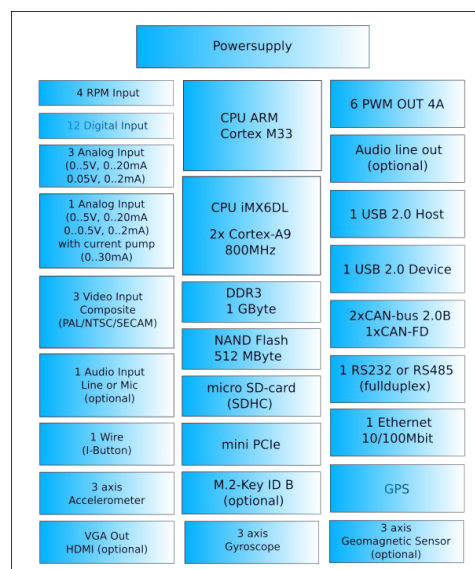 Powersupply
4 RPM Input
12 Digital Input
3 Analog Input
(0..5V, 0..20mA
0.05V, 0..2mA)
1 Analog Input
(0..5V, 0..20mA
0..0.5V, 0..2mA)
with current pump
(0..30mA)
3 Video Input
Composite
(PAL/NTSC/SECAM)
1 Audio Input
Line or Mic
(optional)
1 Wire
(I-Button)
3 axis
Accelerometer
VGA Out
HDMI (optional)
CPU ARM
Cortex M33
CPU iMX6DL
2x Cortex-A9
800MHz
DDR3
1 GByte
NAND Flash
512 MByte
micro SD-card
(SDHC)
mini PCIe
M.2-Key ID B
(optional)
3 axis
Gyroscope
6 PWM OUT 4A
Audio line out
(optional)
1 USB 2.0 Host
1 USB 2.0 Device
2xCAN-bus 2.0B
1xCAN-FD
1 RS232 or RS485
(fullduplex)
1 Ethernet
10/100Mbit
GPS
3 axis
Geomagnetic Sensor
(optional)